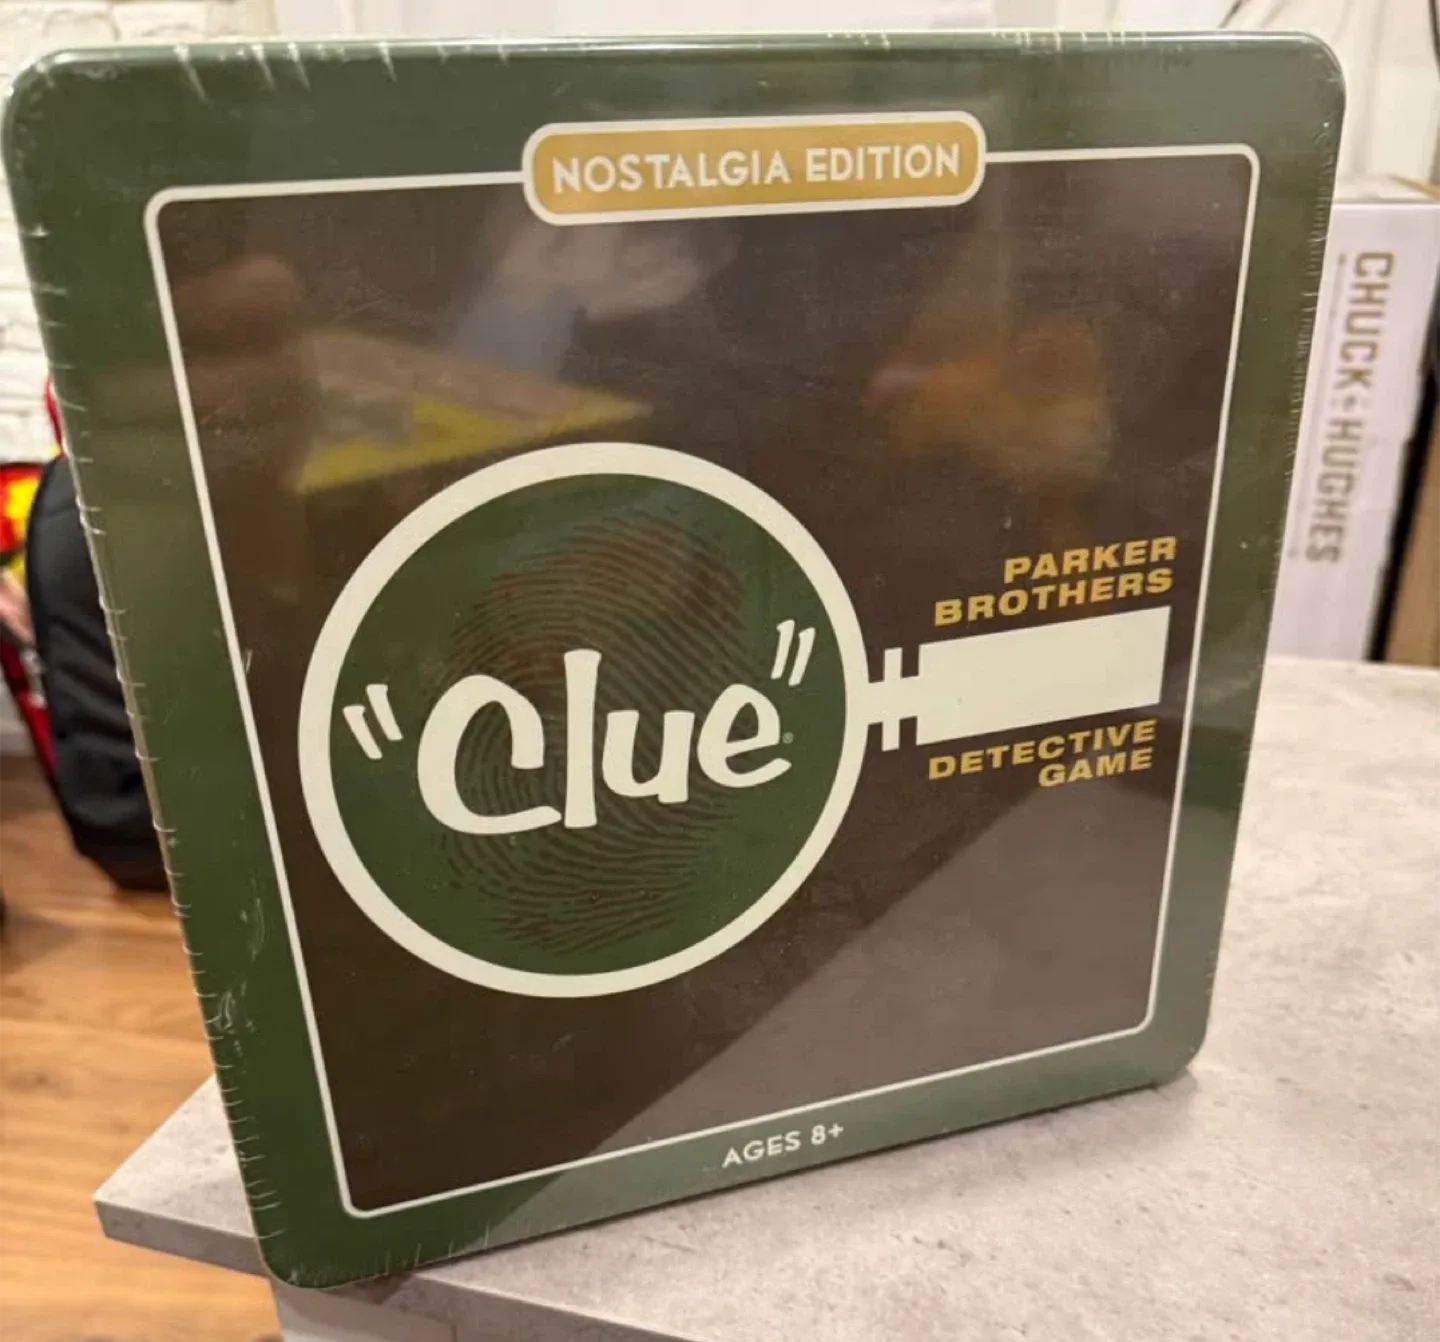 NOSTALGIA EDITION
PARKER
BROTHERS
"Clue"®
DETECTIVE
GAME
AGES 8+
CHUCK & HUGHES